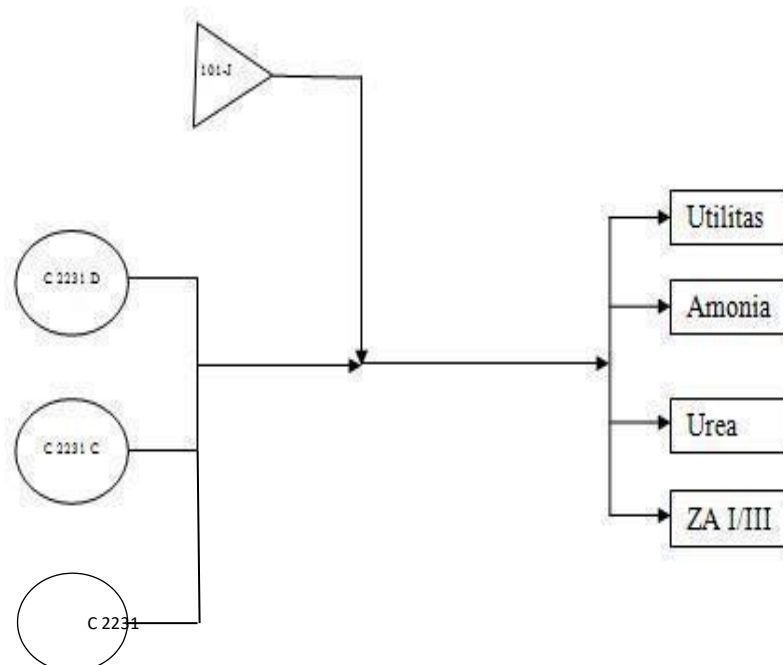 101-J
C 2231 D
C 2231 C
C 2231
Utilitas
Amonia
Urea
ZA I/III